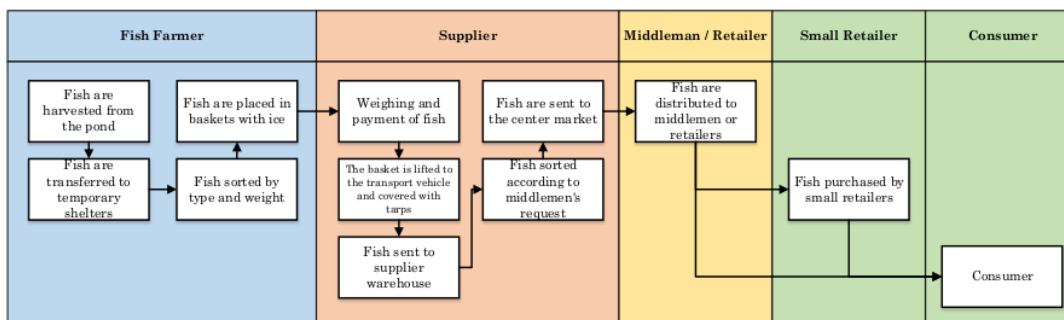 Fish Farmer
Supplier
Middleman / Retailer
Small Retailer
Consumer
Fish are
harvested from
the pond
Fish are
transferred to
temporary
shelters
Fish sorted by
type and weight
Fish are placed in
baskets with ice
Weighing and
payment of fish
The basket is lifted to
the transport vehicle
and covered with
tarps
Fish sent to
supplier
warehouse
Fish sorted
according to
middlemen's
request
Fish are sent to
the center market
Fish are
distributed to
middlemen or
retailers
Fish purchased by
small retailers
Consumer